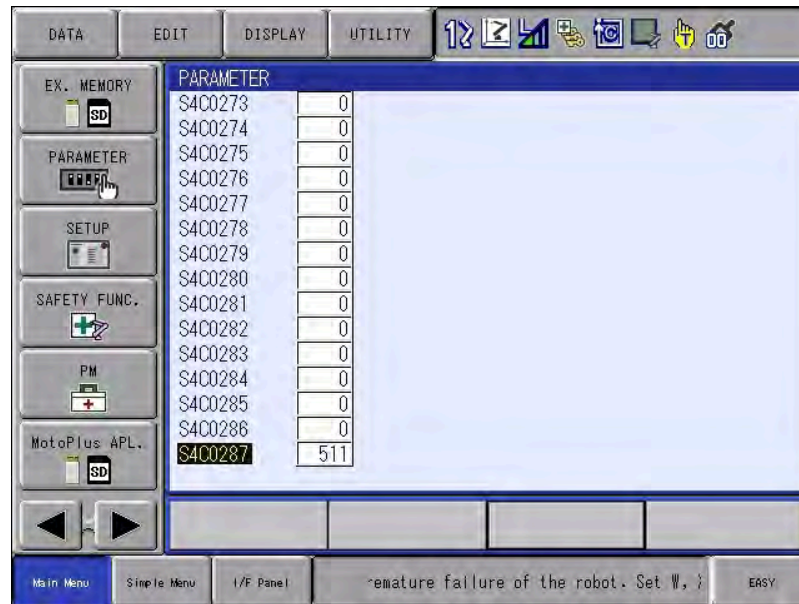 DATA EDIT DISPLAY UTILITY
EX. MEMORY
SD
PARAMETER
SETUP
SAFETY FUNC.
PM
MotoPlus APL.
SD
PARAMETER
S4C0273 0
S4C0274 0
S4C0275 0
S4C0276 0
S4C0277 0
S4C0278 0
S4C0279 0
S4C0280 0
S4C0281 0
S4C0282 0
S4C0283 0
S4C0284 0
S4C0285 0
S4C0286 0
S4C0287 511
Main Menu Simple Menu I/F Panel emature failure of the robot. Set W, EASY